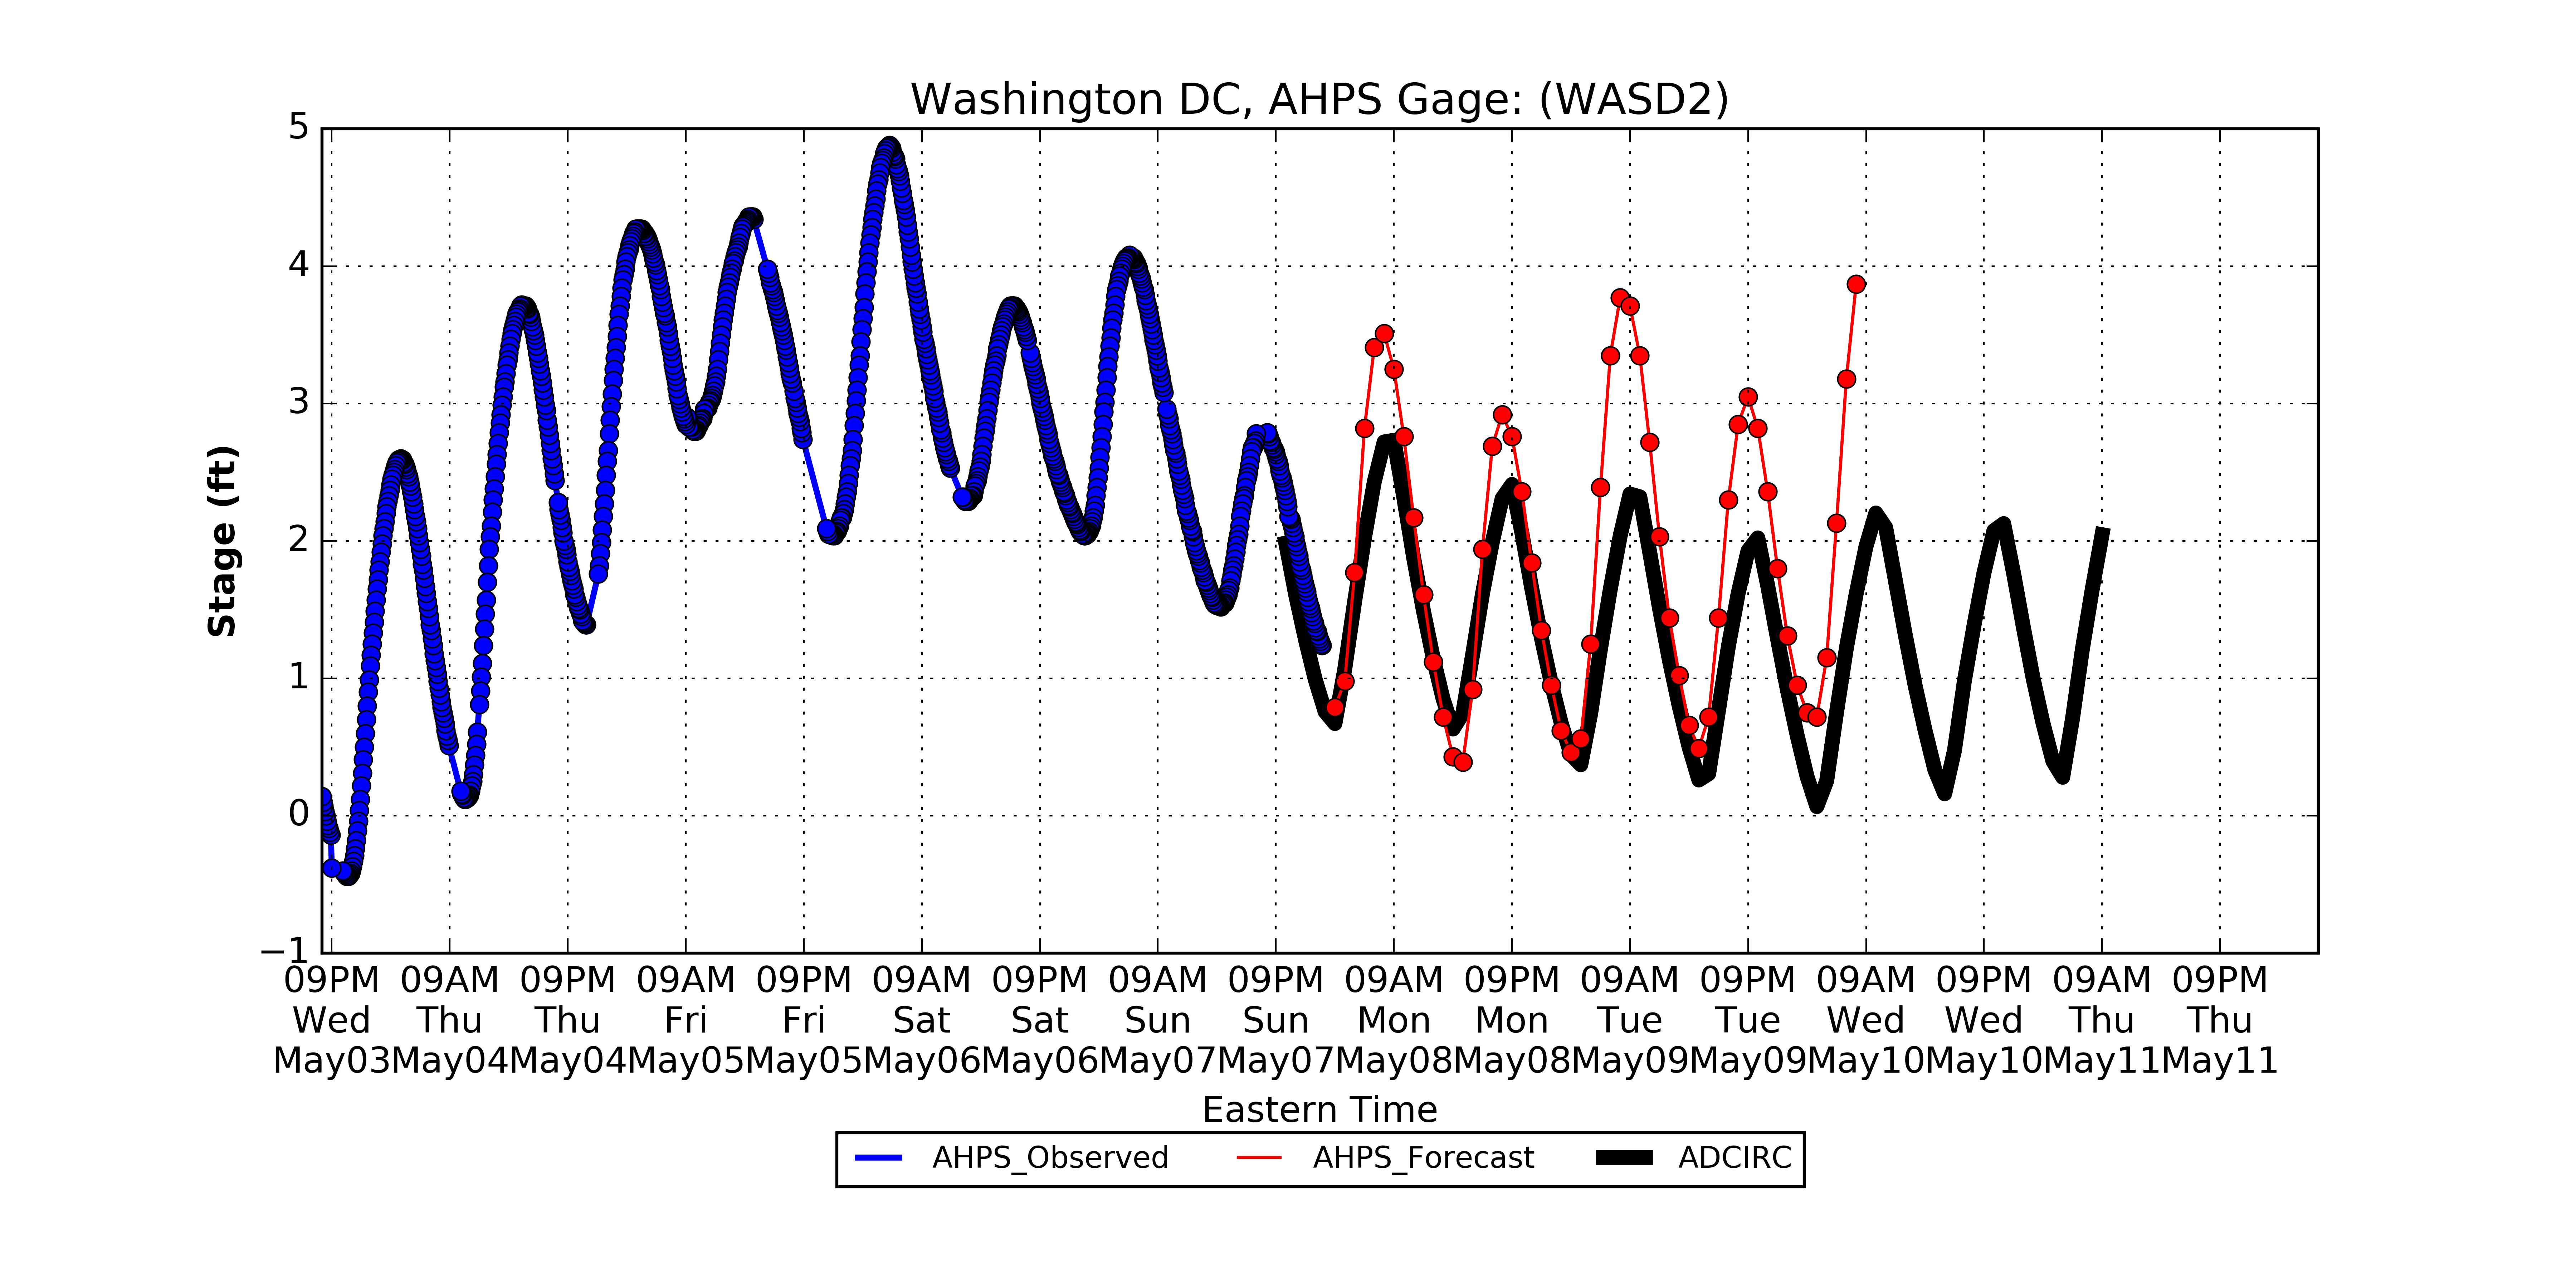 Washington DC, AHPS Gage: (WASD2)
5
4
3
2
1
0
−1
Stage (ft)
09PM 09AM 09PM 09AM 09PM 09AM 09PM 09AM 09PM 09AM 09PM 09AM 09PM 09AM 09PM 09AM 09PM
Wed Thu Thu Fri Fri Sat Sat Sun Sun Mon Mon Tue Tue Wed Wed Thu Thu
May03 May04 May04 May05 May05 May06 May06 May07 May07 May08 May08 May09 May09 May10 May10 May11 May11
Eastern Time
AHPS_Observed AHPS_Forecast ADCIRC